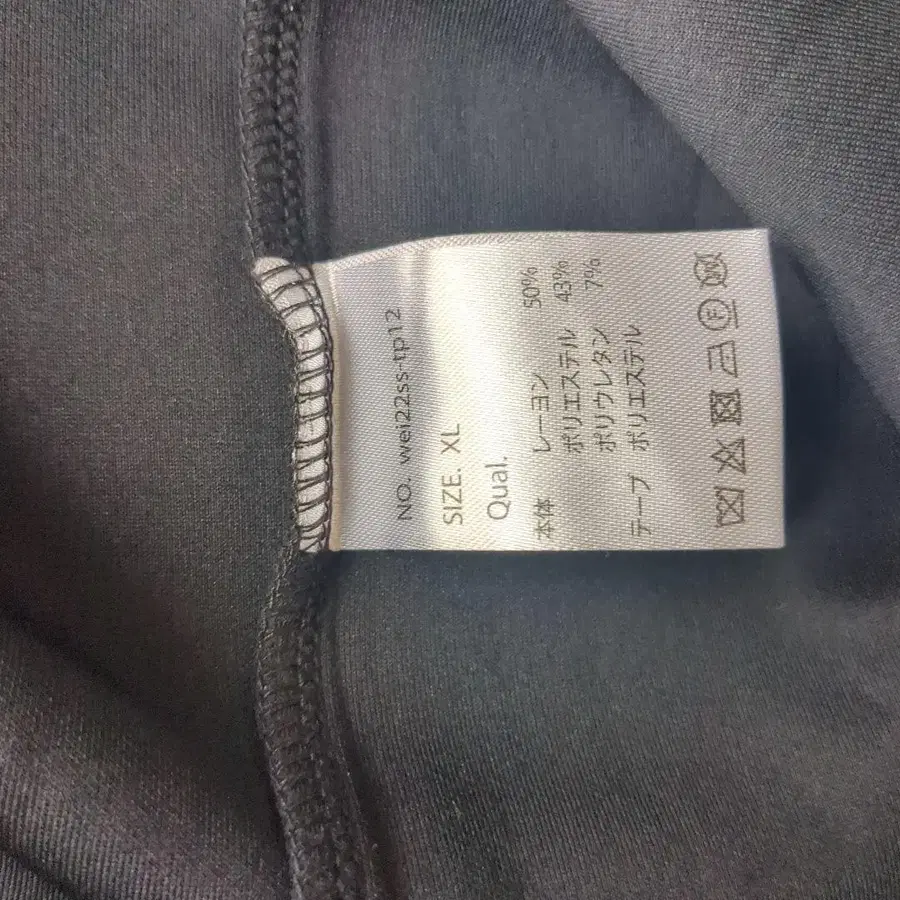 NO. wei22ss-tp12
SIZE. XL
Qual.
本体 レーヨン 50%
ポリエステル 43%
ポリウレタン 7%
テープ ポリエステル
F
W